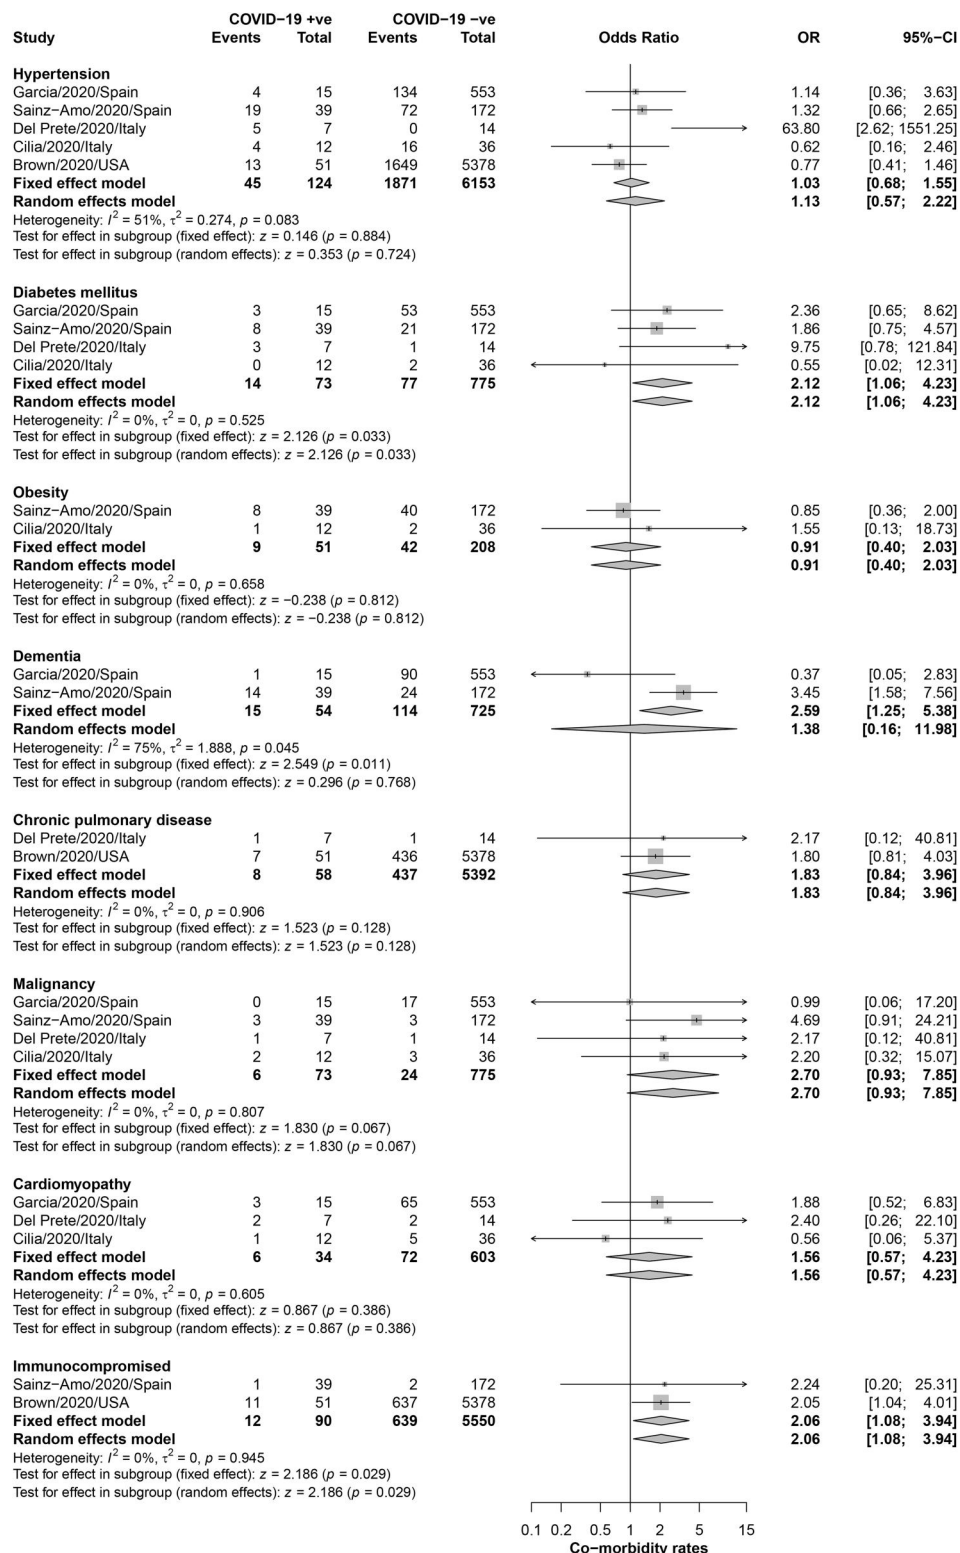 COVID−19 +ve COVID−19 −ve
Study Events Total Events Total Odds Ratio OR 95%−CI
Hypertension
Garcia/2020/Spain 4 15 134 553 1.14 [0.36; 3.63]
Sainz−Amo/2020/Spain 19 39 72 172 1.32 [0.66; 2.65]
Del Prete/2020/Italy 5 7 0 14 63.80 [2.62; 1551.25]
Cilia/2020/Italy 4 12 16 36 0.62 [0.16; 2.46]
Brown/2020/USA 13 51 1649 5378 0.77 [0.41; 1.46]
Fixed effect model 45 124 1871 6153 1.03 [0.68; 1.55]
Random effects model 1.13 [0.57; 2.22]
Heterogeneity: I² = 51%, τ² = 0.274, p = 0.083
Test for effect in subgroup (fixed effect): z = 0.146 (p = 0.884)
Test for effect in subgroup (random effects): z = 0.353 (p = 0.724)
Diabetes mellitus
Garcia/2020/Spain 3 15 53 553 2.36 [0.65; 8.62]
Sainz−Amo/2020/Spain 8 39 21 172 1.86 [0.75; 4.57]
Del Prete/2020/Italy 3 7 1 14 9.75 [0.78; 121.84]
Cilia/2020/Italy 0 12 2 36 0.55 [0.02; 12.31]
Fixed effect model 14 73 77 775 2.12 [1.06; 4.23]
Random effects model 2.12 [1.06; 4.23]
Heterogeneity: I² = 0%, τ² = 0, p = 0.525
Test for effect in subgroup (fixed effect): z = 2.126 (p = 0.033)
Test for effect in subgroup (random effects): z = 2.126 (p = 0.033)
Obesity
Sainz−Amo/2020/Spain 8 39 40 172 0.85 [0.36; 2.00]
Cilia/2020/Italy 1 12 2 36 1.55 [0.13; 18.73]
Fixed effect model 9 51 42 208 0.91 [0.40; 2.03]
Random effects model 0.91 [0.40; 2.03]
Heterogeneity: I² = 0%, τ² = 0, p = 0.658
Test for effect in subgroup (fixed effect): z = −0.238 (p = 0.812)
Test for effect in subgroup (random effects): z = −0.238 (p = 0.812)
Dementia
Garcia/2020/Spain 1 15 90 553 0.37 [0.05; 2.83]
Sainz−Amo/2020/Spain 14 39 24 172 3.45 [1.58; 7.56]
Fixed effect model 15 54 114 725 2.59 [1.25; 5.38]
Random effects model 1.38 [0.16; 11.98]
Heterogeneity: I² = 75%, τ² = 1.888, p = 0.045
Test for effect in subgroup (fixed effect): z = 2.549 (p = 0.011)
Test for effect in subgroup (random effects): z = 0.296 (p = 0.768)
Chronic pulmonary disease
Del Prete/2020/Italy 1 7 1 14 2.17 [0.12; 40.81]
Brown/2020/USA 7 51 436 5378 1.80 [0.81; 4.03]
Fixed effect model 8 58 437 5392 1.83 [0.84; 3.96]
Random effects model 1.83 [0.84; 3.96]
Heterogeneity: I² = 0%, τ² = 0, p = 0.906
Test for effect in subgroup (fixed effect): z = 1.523 (p = 0.128)
Test for effect in subgroup (random effects): z = 1.523 (p = 0.128)
Malignancy
Garcia/2020/Spain 0 15 17 553 0.99 [0.06; 17.20]
Sainz−Amo/2020/Spain 3 39 3 172 4.69 [0.91; 24.21]
Del Prete/2020/Italy 1 7 1 14 2.17 [0.12; 40.81]
Cilia/2020/Italy 2 12 3 36 2.20 [0.32; 15.07]
Fixed effect model 6 73 24 775 2.70 [0.93; 7.85]
Random effects model 2.70 [0.93; 7.85]
Heterogeneity: I² = 0%, τ² = 0, p = 0.807
Test for effect in subgroup (fixed effect): z = 1.830 (p = 0.067)
Test for effect in subgroup (random effects): z = 1.830 (p = 0.067)
Cardiomyopathy
Garcia/2020/Spain 3 15 65 553 1.88 [0.52; 6.83]
Del Prete/2020/Italy 2 7 2 14 2.40 [0.26; 22.10]
Cilia/2020/Italy 1 12 5 36 0.56 [0.06; 5.37]
Fixed effect model 6 34 72 603 1.56 [0.57; 4.23]
Random effects model 1.56 [0.57; 4.23]
Heterogeneity: I² = 0%, τ² = 0, p = 0.605
Test for effect in subgroup (fixed effect): z = 0.867 (p = 0.386)
Test for effect in subgroup (random effects): z = 0.867 (p = 0.386)
Immunocompromised
Sainz−Amo/2020/Spain 1 39 2 172 2.24 [0.20; 25.31]
Brown/2020/USA 11 51 637 5378 2.05 [1.04; 4.01]
Fixed effect model 12 90 639 5550 2.06 [1.08; 3.94]
Random effects model 2.06 [1.08; 3.94]
Heterogeneity: I² = 0%, τ² = 0, p = 0.945
Test for effect in subgroup (fixed effect): z = 2.186 (p = 0.029)
Test for effect in subgroup (random effects): z = 2.186 (p = 0.029)
0.1 0.2 0.5 1 2 5 15
Co−morbidity rates